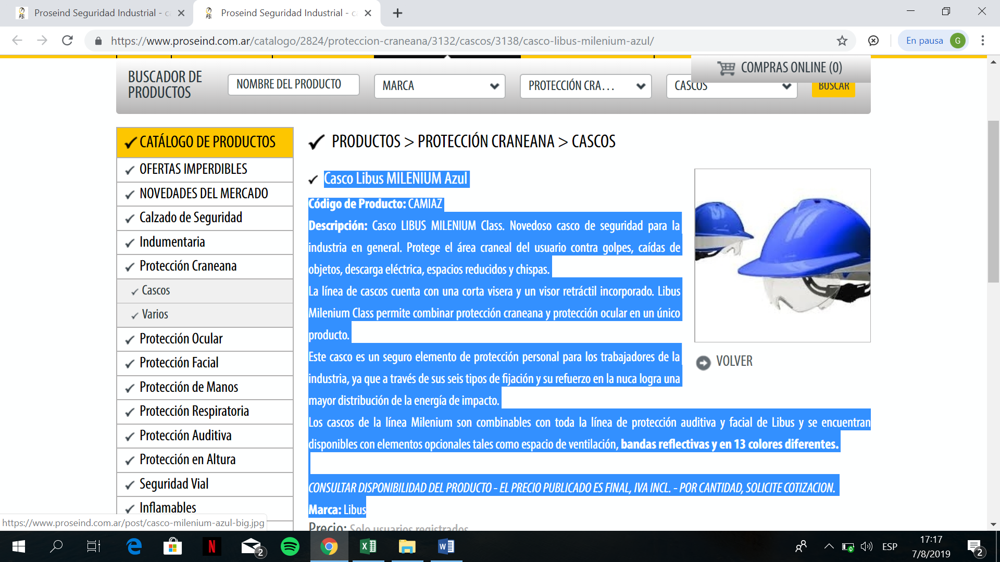 Proseind Seguridad Industrial - c
Proseind Seguridad Industrial - c
https://www.proseind.com.ar/catalogo/2824/proteccion-craneana/3132/cascos/3138/casco-libus-milenium-azul/
En pausa
G
COMPRAS ONLINE (0)
BUSCADOR DE
PRODUCTOS
NOMBRE DEL PRODUCTO
MARCA
PROTECCIÓN CRA...
CASCOS
BUSCAR
CATÁLOGO DE PRODUCTOS
OFERTAS IMPERDIBLES
NOVEDADES DEL MERCADO
Calzado de Seguridad
Indumentaria
Protección Craneana
Cascos
Varios
Protección Ocular
Protección Facial
Protección de Manos
Protección Respiratoria
Protección Auditiva
Protección en Altura
Seguridad Vial
Inflamables
PRODUCTOS > PROTECCIÓN CRANEANA > CASCOS
Casco Libus MILENIUM Azul
Código de Producto: CAMIAZ
Descripción: Casco LIBUS MILENIUM Class. Novedoso casco de seguridad para la
industria en general. Protege el área craneal del usuario contra golpes, caídas de
objetos, descarga eléctrica, espacios reducidos y chispas.
La línea de cascos cuenta con una corta visera y un visor retráctil incorporado. Libus
Milenium Class permite combinar protección craneana y protección ocular en un único
producto.
Este casco es un seguro elemento de protección personal para los trabajadores de la
industria, ya que a través de sus seis tipos de fijación y su refuerzo en la nuca logra una
mayor distribución de la energía de impacto.
Los cascos de la línea Milenium son combinables con toda la línea de protección auditiva y facial de Libus y se encuentran
disponibles con elementos opcionales tales como espacio de ventilación, bandas reflectivas y en 13 colores diferentes.
CONSULTAR DISPONIBILIDAD DEL PRODUCTO - EL PRECIO PUBLICADO ES FINAL, IVA INCL. - POR CANTIDAD, SOLICITE COTIZACION.
Marca: Libus
Precio: Solo usuarios registrados
VOLVER
https://www.proseind.com.ar/post/casco-milenium-azul-big.jpg
2
ESP
17:17
7/8/2019
2